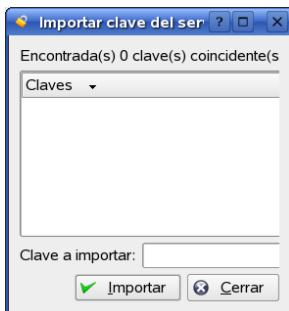 Importar clave del ser
Encontrada(s) 0 clave(s) coincidente(s
Claves
Clave a importar:
Importar
Cerrar